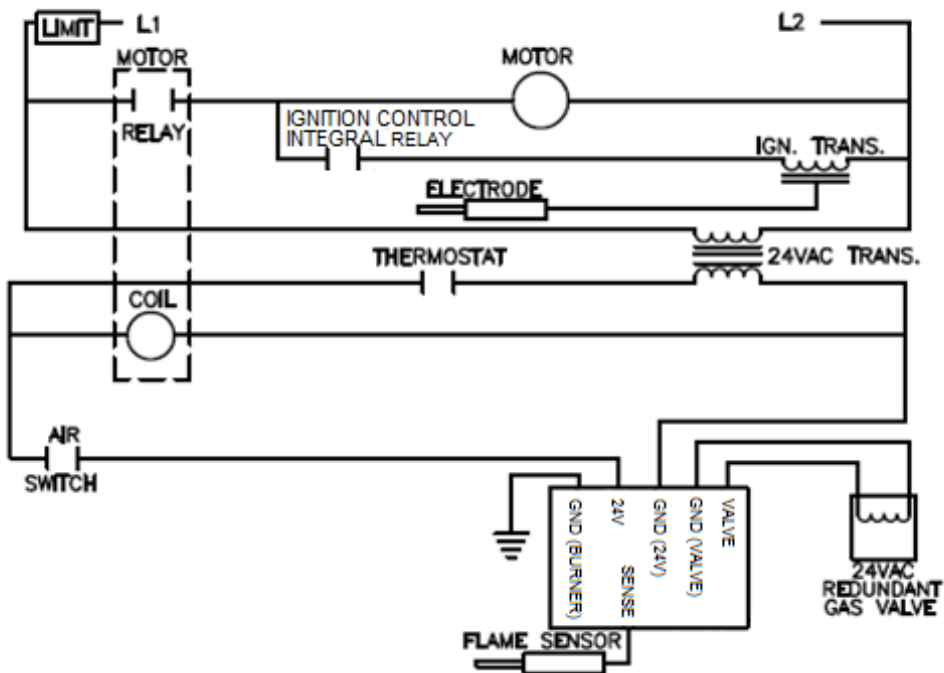 LIMIT
L1
L2
MOTOR
RELAY
MOTOR
IGNITION CONTROL
INTEGRAL RELAY
IGN. TRANS.
ELECTRODE
THERMOSTAT
24VAC TRANS.
COIL
AIR
SWITCH
GND (BURNER)
24V
SENSE
GND (24V)
GND (VALVE)
VALVE
24VAC
REDUNDANT
GAS VALVE
FLAME SENSOR